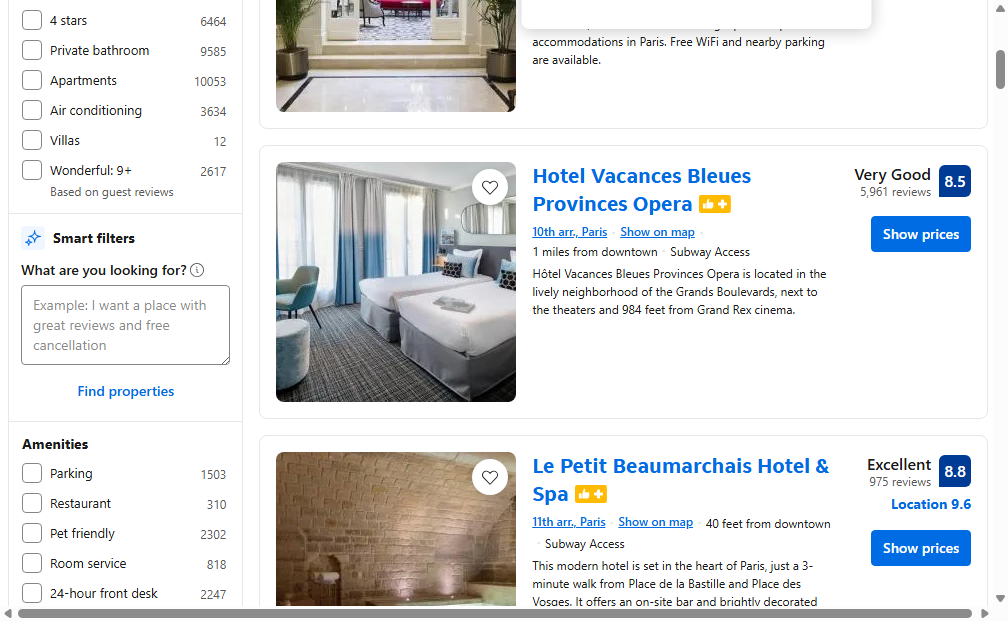 4 stars 6464
Private bathroom 9585
Apartments 10053
Air conditioning 3634
Villas 12
Wonderful: 9+ 2617
Based on guest reviews
Smart filters
What are you looking for?
Example: I want a place with
great reviews and free
cancellation
Find properties
Amenities
Parking 1503
Restaurant 310
Pet friendly 2302
Room service 818
24-hour front desk 2247
accommodations in Paris. Free WiFi and nearby parking
are available.
Hotel Vacances Bleues
Provinces Opera
10th arr., Paris · Show on map ·
1 miles from downtown · Subway Access
Hôtel Vacances Bleues Provinces Opera is located in the
lively neighborhood of the Grands Boulevards, next to
the theaters and 984 feet from Grand Rex cinema.
Very Good 8.5
5,961 reviews
Show prices
Le Petit Beaumarchais Hotel &
Spa
11th arr., Paris · Show on map · 40 feet from downtown
· Subway Access
This modern hotel is set in the heart of Paris, just a 3-
minute walk from Place de la Bastille and Place des
Vosges. It offers an on-site bar and brightly decorated
Excellent 8.8
975 reviews
Location 9.6
Show prices